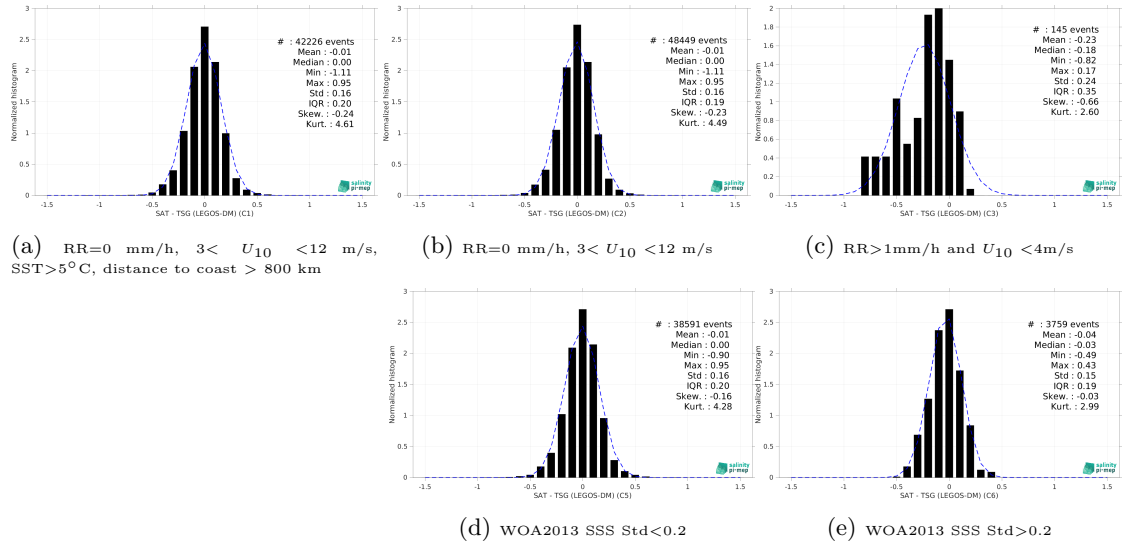 Normalized histogram
3
2.5
2
1.5
1
0.5
0
-1.5 -1 -0.5 0 0.5 1 1.5
# : 42226 events
Mean : -0.01
Median : 0.00
Min : -1.11
Max : 0.95
Std : 0.16
IQR : 0.20
Skew. : -0.24
Kurt. : 4.61
salinity
pi-mep
SAT - TSG (LEGOS-DM) (C1)
(a) RR=0 mm/h, 3< U10 <12 m/s,
SST>5°C, distance to coast > 800 km
Normalized histogram
3
2.5
2
1.5
1
0.5
0
-1.5 -1 -0.5 0 0.5 1 1.5
# : 48449 events
Mean : -0.01
Median : 0.00
Min : -1.11
Max : 0.95
Std : 0.16
IQR : 0.19
Skew. : -0.23
Kurt. : 4.49
salinity
pi-mep
SAT - TSG (LEGOS-DM) (C2)
(b) RR=0 mm/h, 3< U10 <12 m/s
Normalized histogram
2
1.8
1.6
1.4
1.2
1
0.8
0.6
0.4
0.2
0
-1.5 -1 -0.5 0 0.5 1 1.5
# : 145 events
Mean : -0.23
Median : -0.18
Min : -0.82
Max : 0.17
Std : 0.24
IQR : 0.35
Skew. : -0.66
Kurt. : 2.60
salinity
pi-mep
SAT - TSG (LEGOS-DM) (C3)
(c) RR>1mm/h and U10 <4m/s
Normalized histogram
3
2.5
2
1.5
1
0.5
0
-1.5 -1 -0.5 0 0.5 1 1.5
# : 38591 events
Mean : -0.01
Median : 0.00
Min : -0.90
Max : 0.95
Std : 0.16
IQR : 0.20
Skew. : -0.16
Kurt. : 4.28
salinity
pi-mep
SAT - TSG (LEGOS-DM) (C5)
(d) WOA2013 SSS Std<0.2
Normalized histogram
3
2.5
2
1.5
1
0.5
0
-1.5 -1 -0.5 0 0.5 1 1.5
# : 3759 events
Mean : -0.04
Median : -0.03
Min : -0.49
Max : 0.43
Std : 0.15
IQR : 0.19
Skew. : -0.03
Kurt. : 2.99
salinity
pi-mep
SAT - TSG (LEGOS-DM) (C6)
(e) WOA2013 SSS Std>0.2